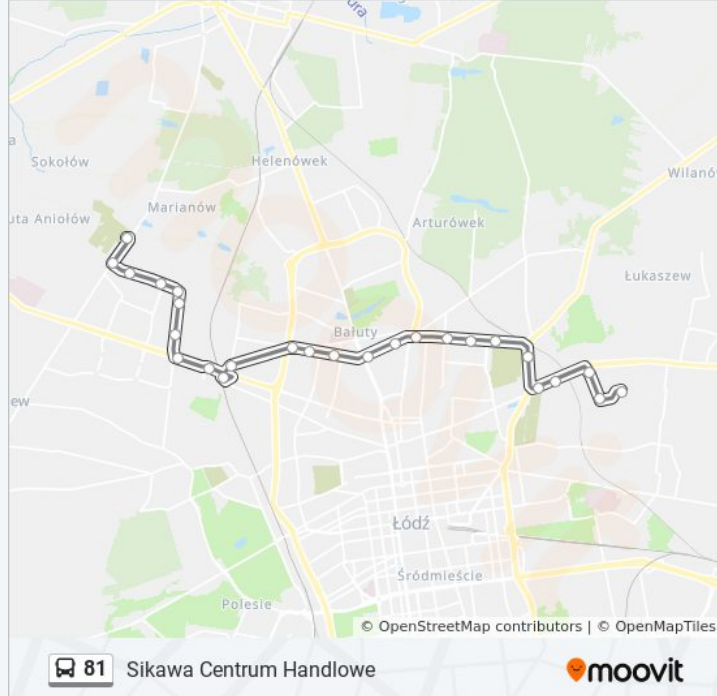 ura
Sokołów
Helenówek
Wilanów
Marianów
uta Aniołów
Arturówek
Łukaszew
Bałuty
ew
Łódź
Śródmieście
Polesie
© OpenStreetMap contributors | © OpenMapTiles
81 Sikawa Centrum Handlowe
moovit